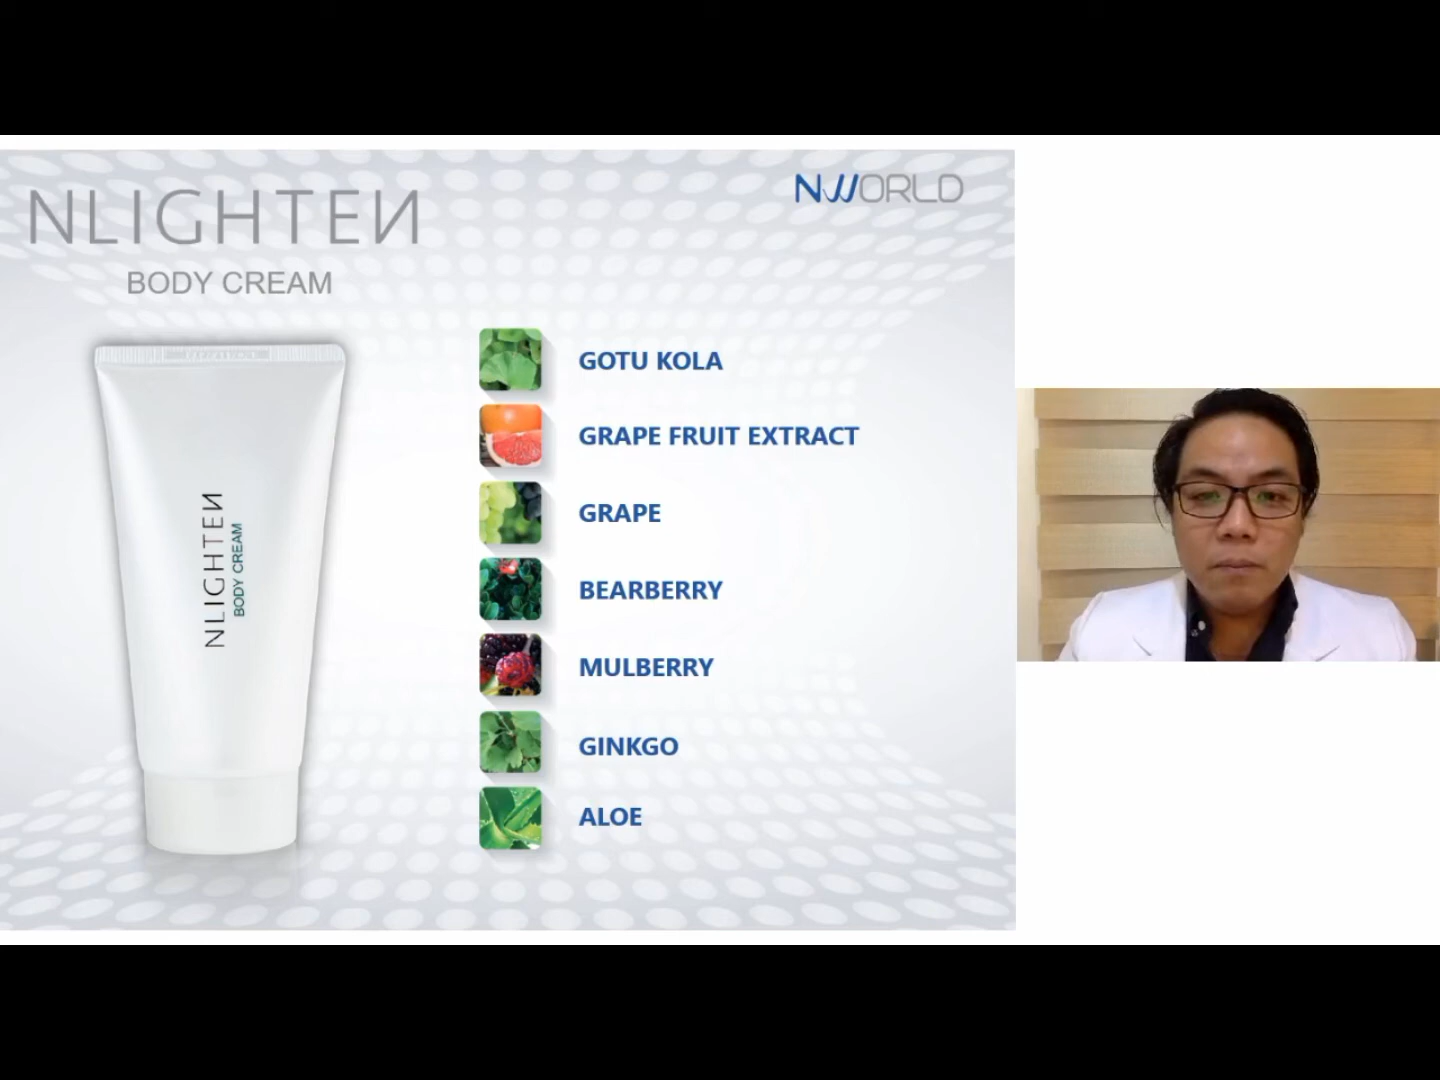 NLIGHTEN
NWORLD
BODY CREAM
GOTU KOLA
GRAPE FRUIT EXTRACT
GRAPE
BEARBERRY
MULBERRY
GINKGO
ALOE
NLIGHTEN
BODY CREAM